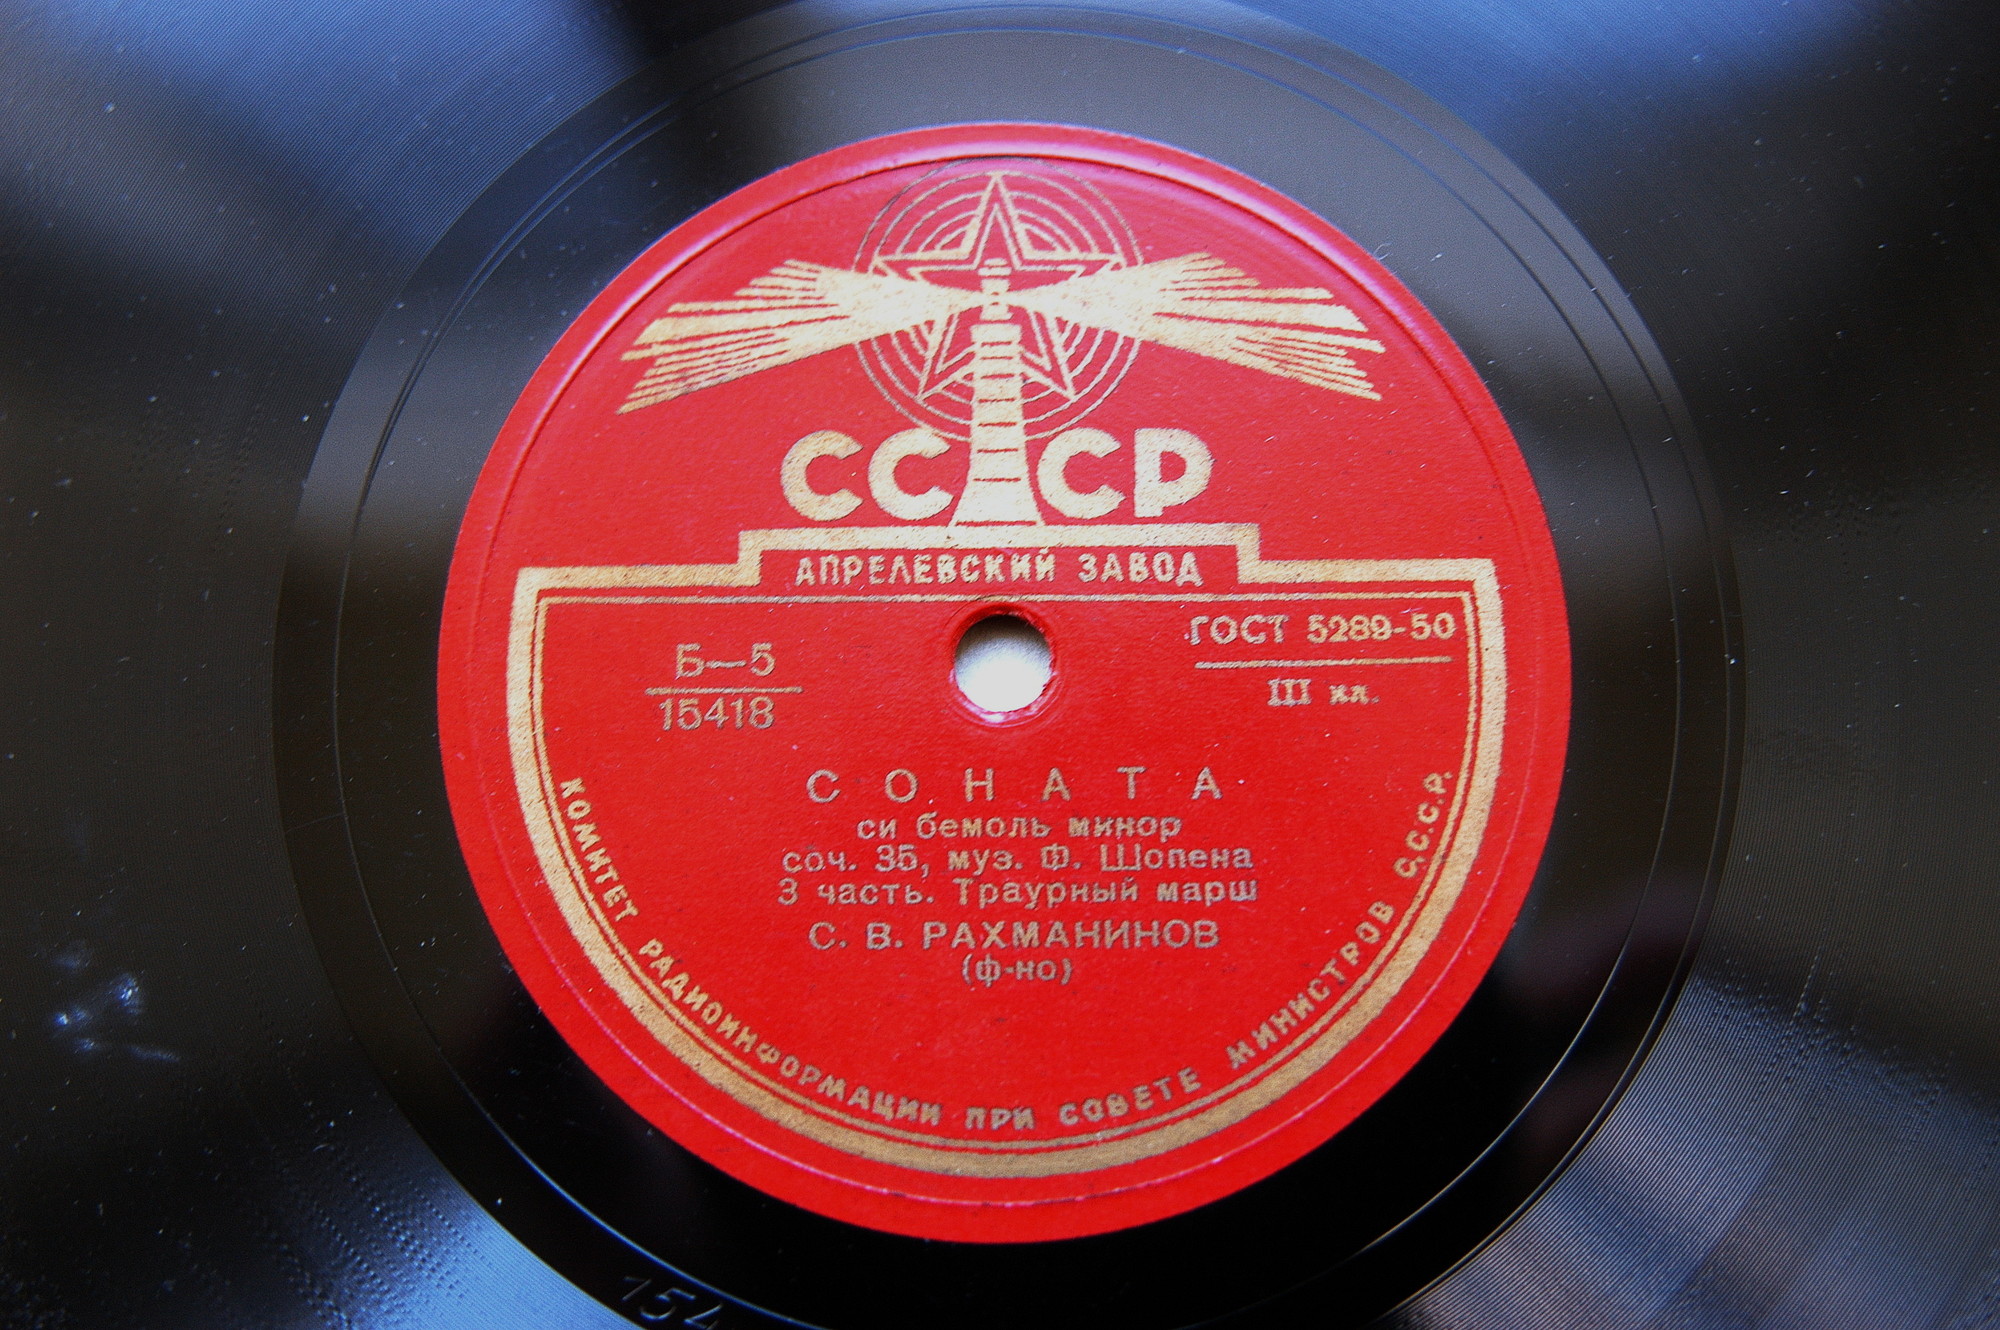 СССР
АПРЕЛЕВСКИЙ ЗАВОД
Б—5
15418
ГОСТ 5289-50
III кл.
СОНАТА
си бемоль минор
соч. 35, муз. Ф. Шопена
3 часть. Траурный марш
С. В. РАХМАНИНОВ
(ф-но)
КОМИТЕТ РАДИОИНФОРМАЦИИ ПРИ СОВЕТЕ МИНИСТРОВ С.С.С.Р.
154